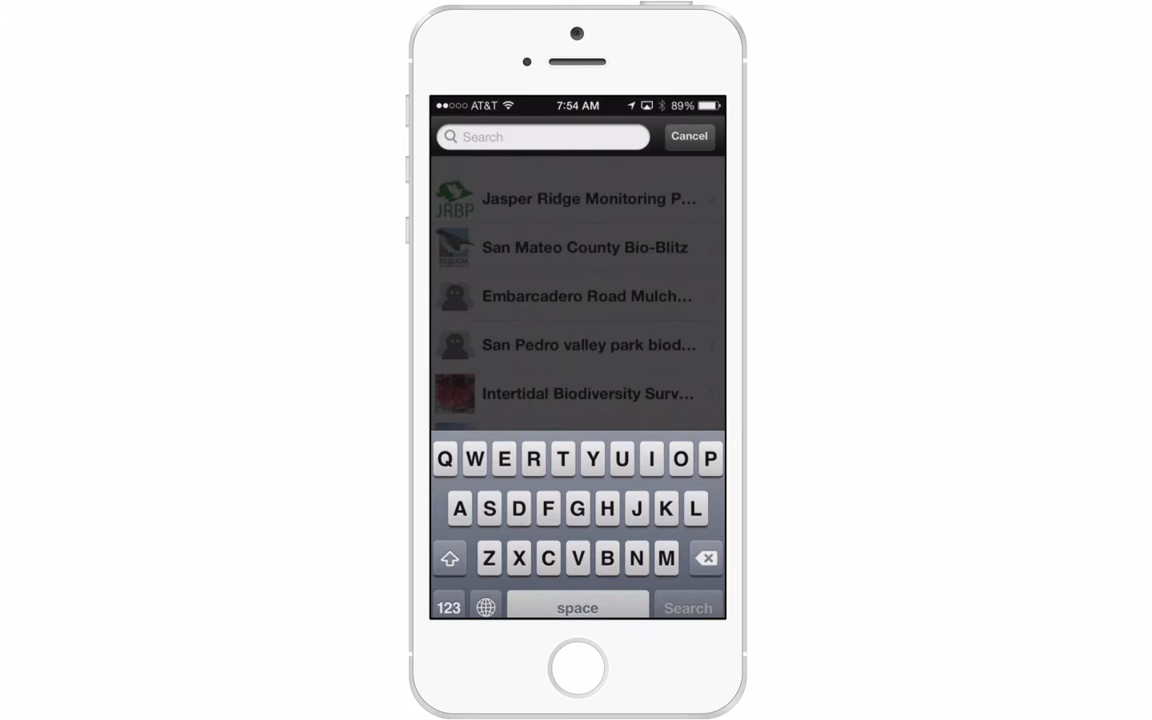 AT&T 7:54 AM 89%
Search Cancel
JRBP Jasper Ridge Monitoring P...
San Mateo County Bio-Blitz
Embarcadero Road Mulch...
San Pedro valley park biod...
Intertidal Biodiversity Surv...
Q W E R T Y U I O P
A S D F G H J K L
Z X C V B N M
123 space Search